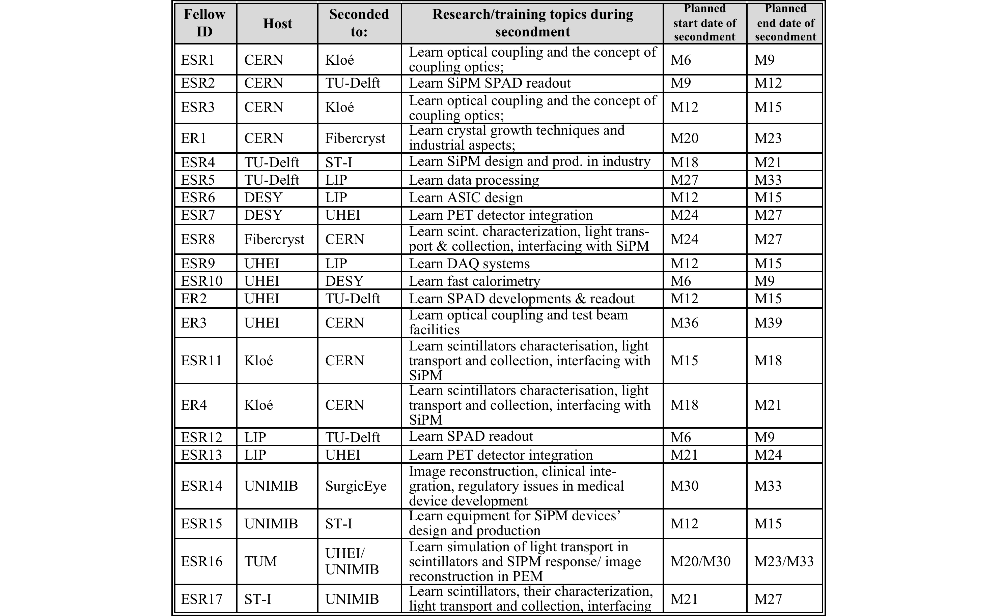 Fellow ID Host Seconded to: Research/training topics during secondment Planned start date of secondment Planned end date of secondment
ESR1 CERN Kloé Learn optical coupling and the concept of
coupling optics; M6 M9
ESR2 CERN TU-Delft Learn SiPM SPAD readout M9 M12
ESR3 CERN Kloé Learn optical coupling and the concept of
coupling optics; M12 M15
ER1 CERN Fibercryst Learn crystal growth techniques and
industrial aspects; M20 M23
ESR4 TU-Delft ST-I Learn SiPM design and prod. in industry M18 M21
ESR5 TU-Delft LIP Learn data processing M27 M33
ESR6 DESY LIP Learn ASIC design M12 M15
ESR7 DESY UHEI Learn PET detector integration M24 M27
ESR8 Fibercryst CERN Learn scint. characterization, light trans-
port & collection, interfacing with SiPM M24 M27
ESR9 UHEI LIP Learn DAQ systems M12 M15
ESR10 UHEI DESY Learn fast calorimetry M6 M9
ER2 UHEI TU-Delft Learn SPAD developments & readout M12 M15
ER3 UHEI CERN Learn optical coupling and test beam
facilities M36 M39
ESR11 Kloé CERN Learn scintillators characterisation, light
transport and collection, interfacing with
SiPM M15 M18
ER4 Kloé CERN Learn scintillators characterisation, light
transport and collection, interfacing with
SiPM M18 M21
ESR12 LIP TU-Delft Learn SPAD readout M6 M9
ESR13 LIP UHEI Learn PET detector integration M21 M24
ESR14 UNIMIB SurgicEye Image reconstruction, clinical inte-
gration, regulatory issues in medical
device development M30 M33
ESR15 UNIMIB ST-I Learn equipment for SiPM devices’
design and production M12 M15
ESR16 TUM UHEI/
UNIMIB Learn simulation of light transport in
scintillators and SIPM response/ image
reconstruction in PEM M20/M30 M23/M33
ESR17 ST-I UNIMIB Learn scintillators, their characterization,
light transport and collection, interfacing M21 M27